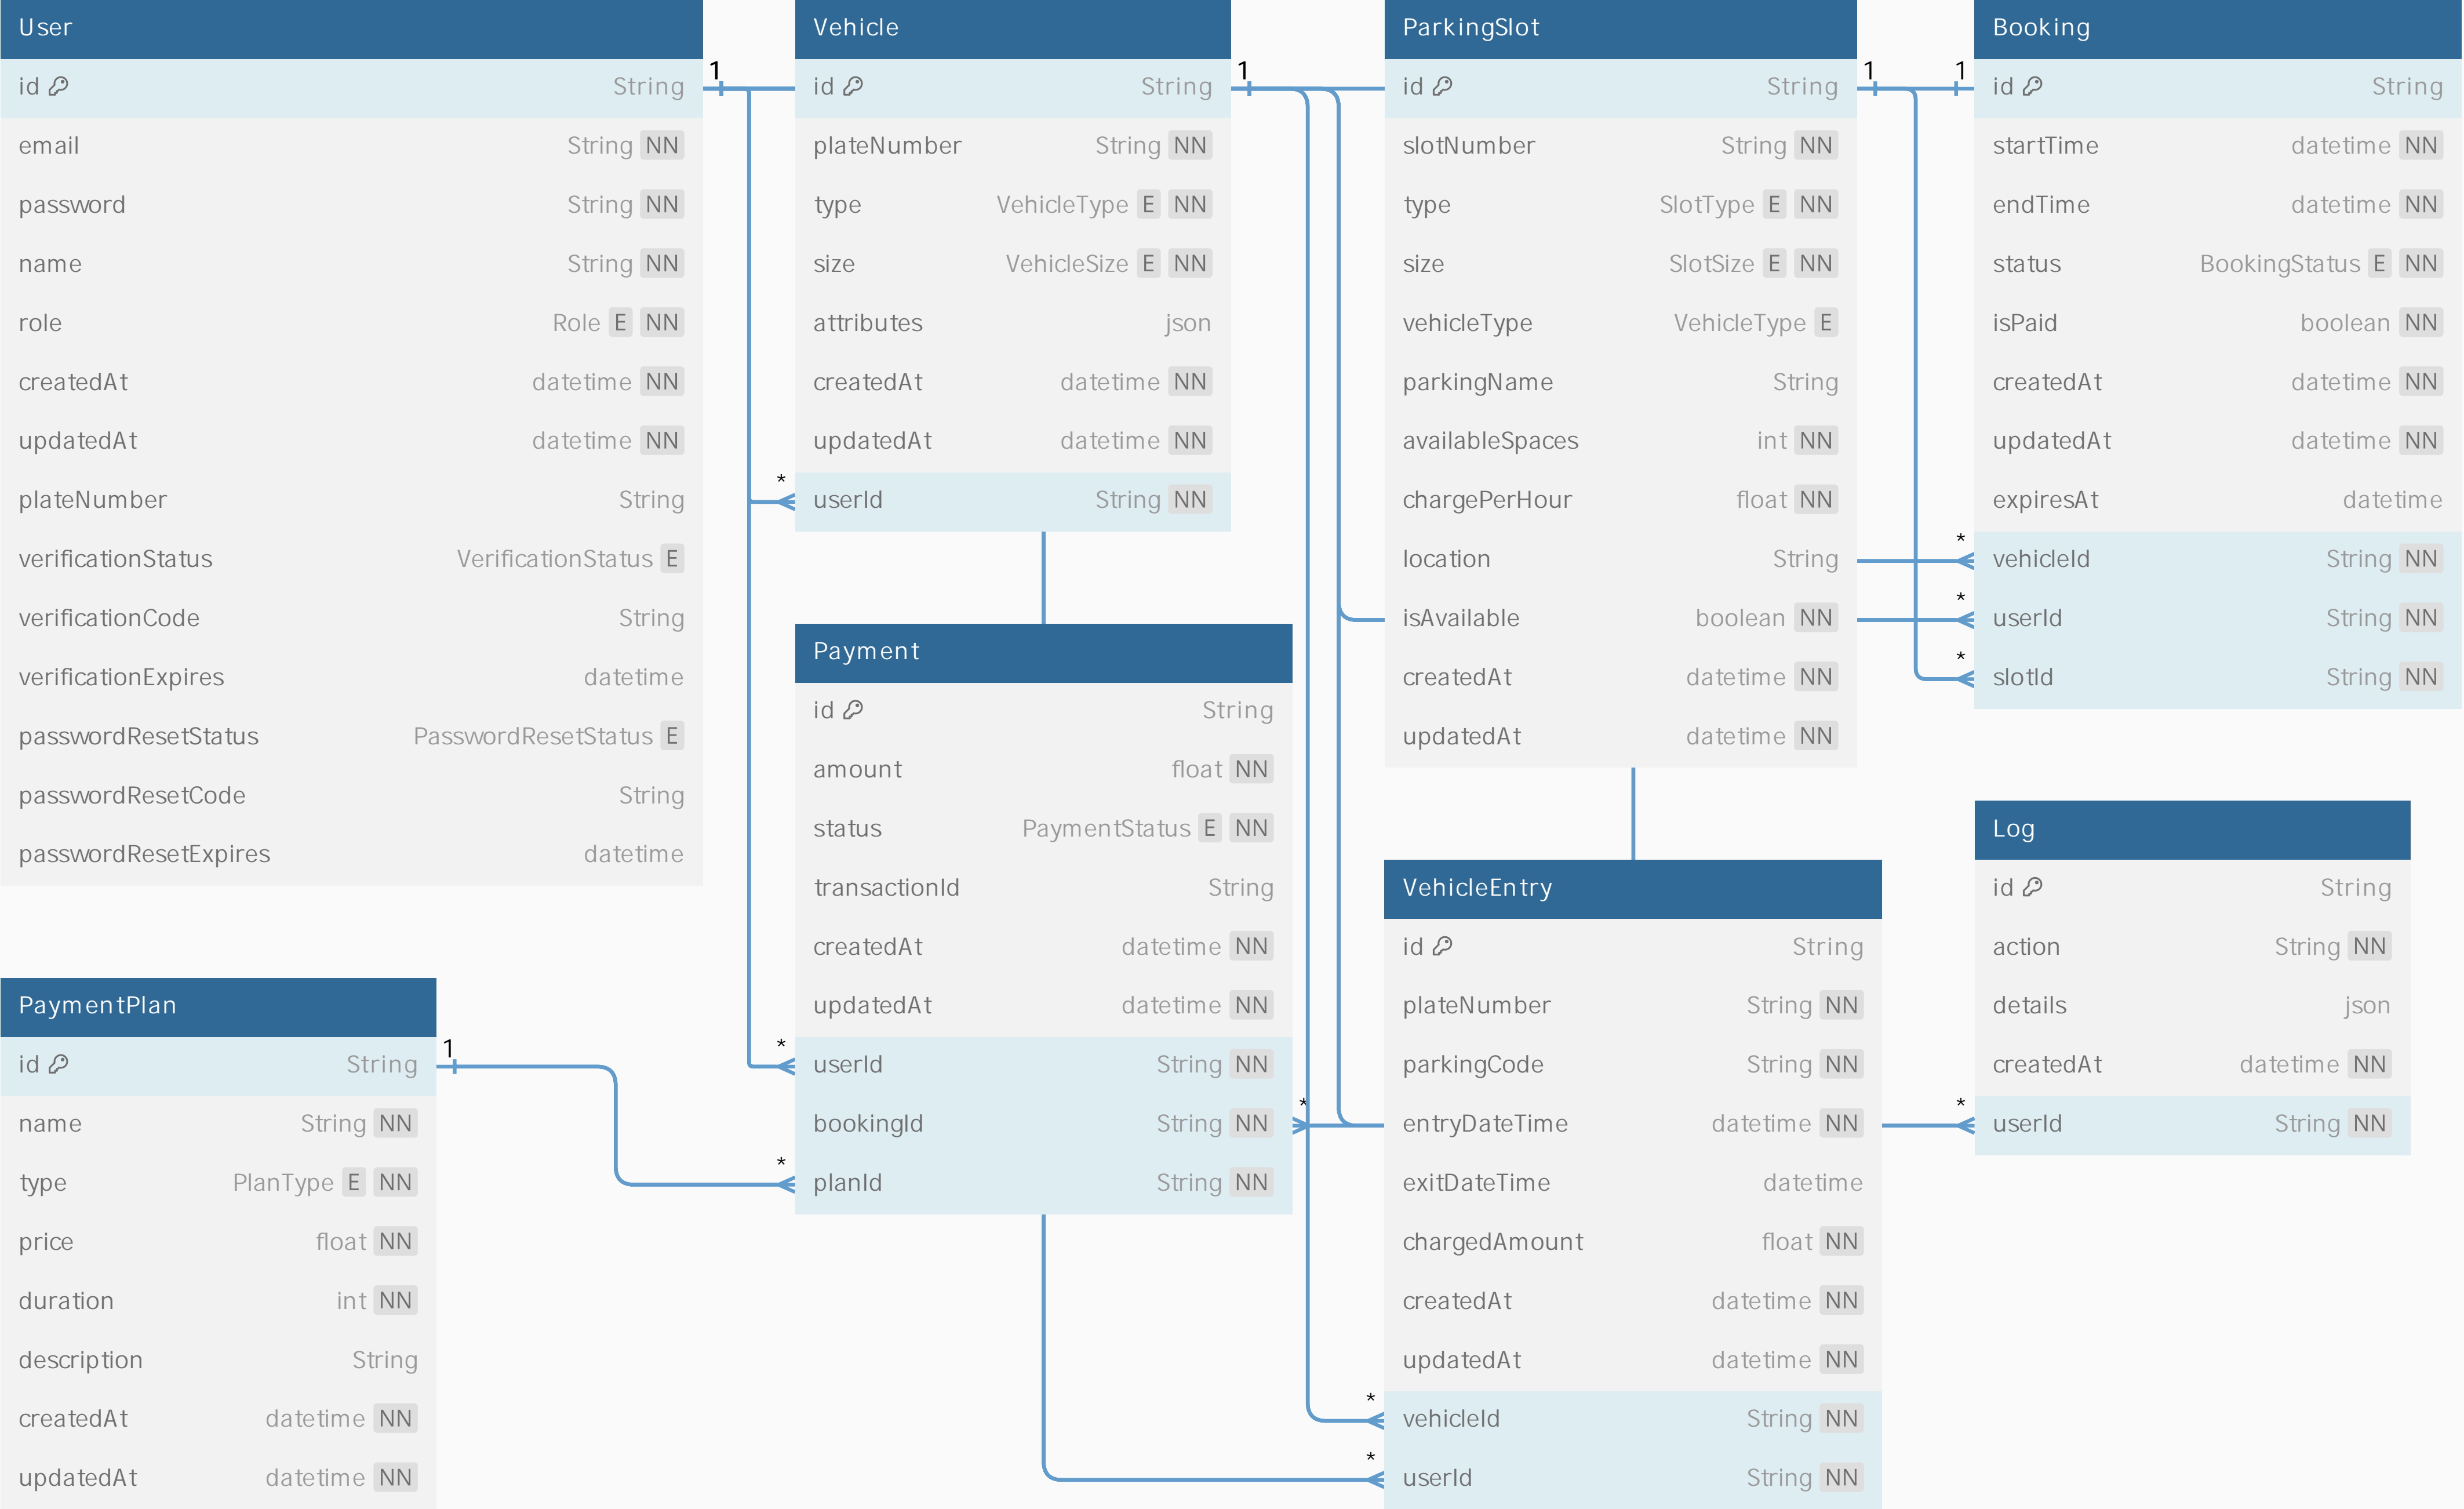 User
id String
email String NN
password String NN
name String NN
role Role E NN
createdAt datetime NN
updatedAt datetime NN
plateNumber String
verificationStatus VerificationStatus E
verificationCode String
verificationExpires datetime
passwordResetStatus PasswordResetStatus E
passwordResetCode String
passwordResetExpires datetime
1
Vehicle
id String
plateNumber String NN
type VehicleType E NN
size VehicleSize E NN
attributes json
createdAt datetime NN
updatedAt datetime NN
* userId String NN
1
ParkingSlot
id String
slotNumber String NN
type SlotType E NN
size SlotSize E NN
vehicleType VehicleType E
parkingName String
availableSpaces int NN
chargePerHour float NN
location String
isAvailable boolean NN
createdAt datetime NN
updatedAt datetime NN
1 1
Booking
id String
startTime datetime NN
endTime datetime NN
status BookingStatus E NN
isPaid boolean NN
createdAt datetime NN
updatedAt datetime NN
expiresAt datetime
* vehicleId String NN
* userId String NN
* slotId String NN
Payment
id String
amount float NN
status PaymentStatus E NN
transactionId String
createdAt datetime NN
updatedAt datetime NN
* userId String NN
bookingId String NN *
* planId String NN
VehicleEntry
id String
plateNumber String NN
parkingCode String NN
entryDateTime datetime NN
exitDateTime datetime
chargedAmount float NN
createdAt datetime NN
updatedAt datetime NN
* vehicleId String NN
* userId String NN
Log
id String
action String NN
details json
createdAt datetime NN
* userId String NN
PaymentPlan
id String 1
name String NN
type PlanType E NN
price float NN
duration int NN
description String
createdAt datetime NN
updatedAt datetime NN